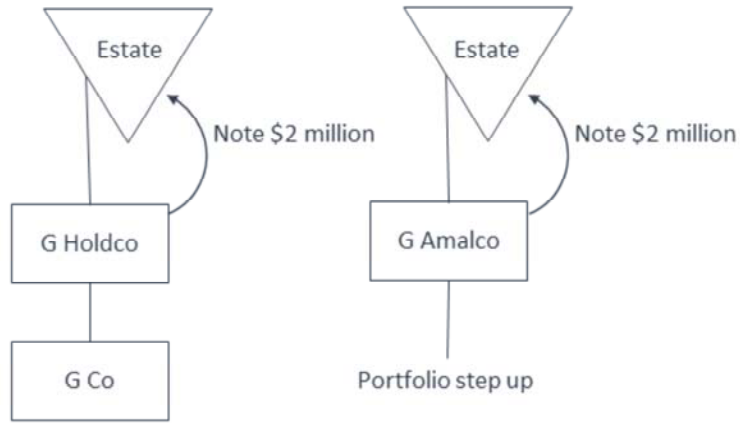 Estate
Note $2 million
G Holdco
G Co
Estate
Note $2 million
G Amalco
Portfolio step up